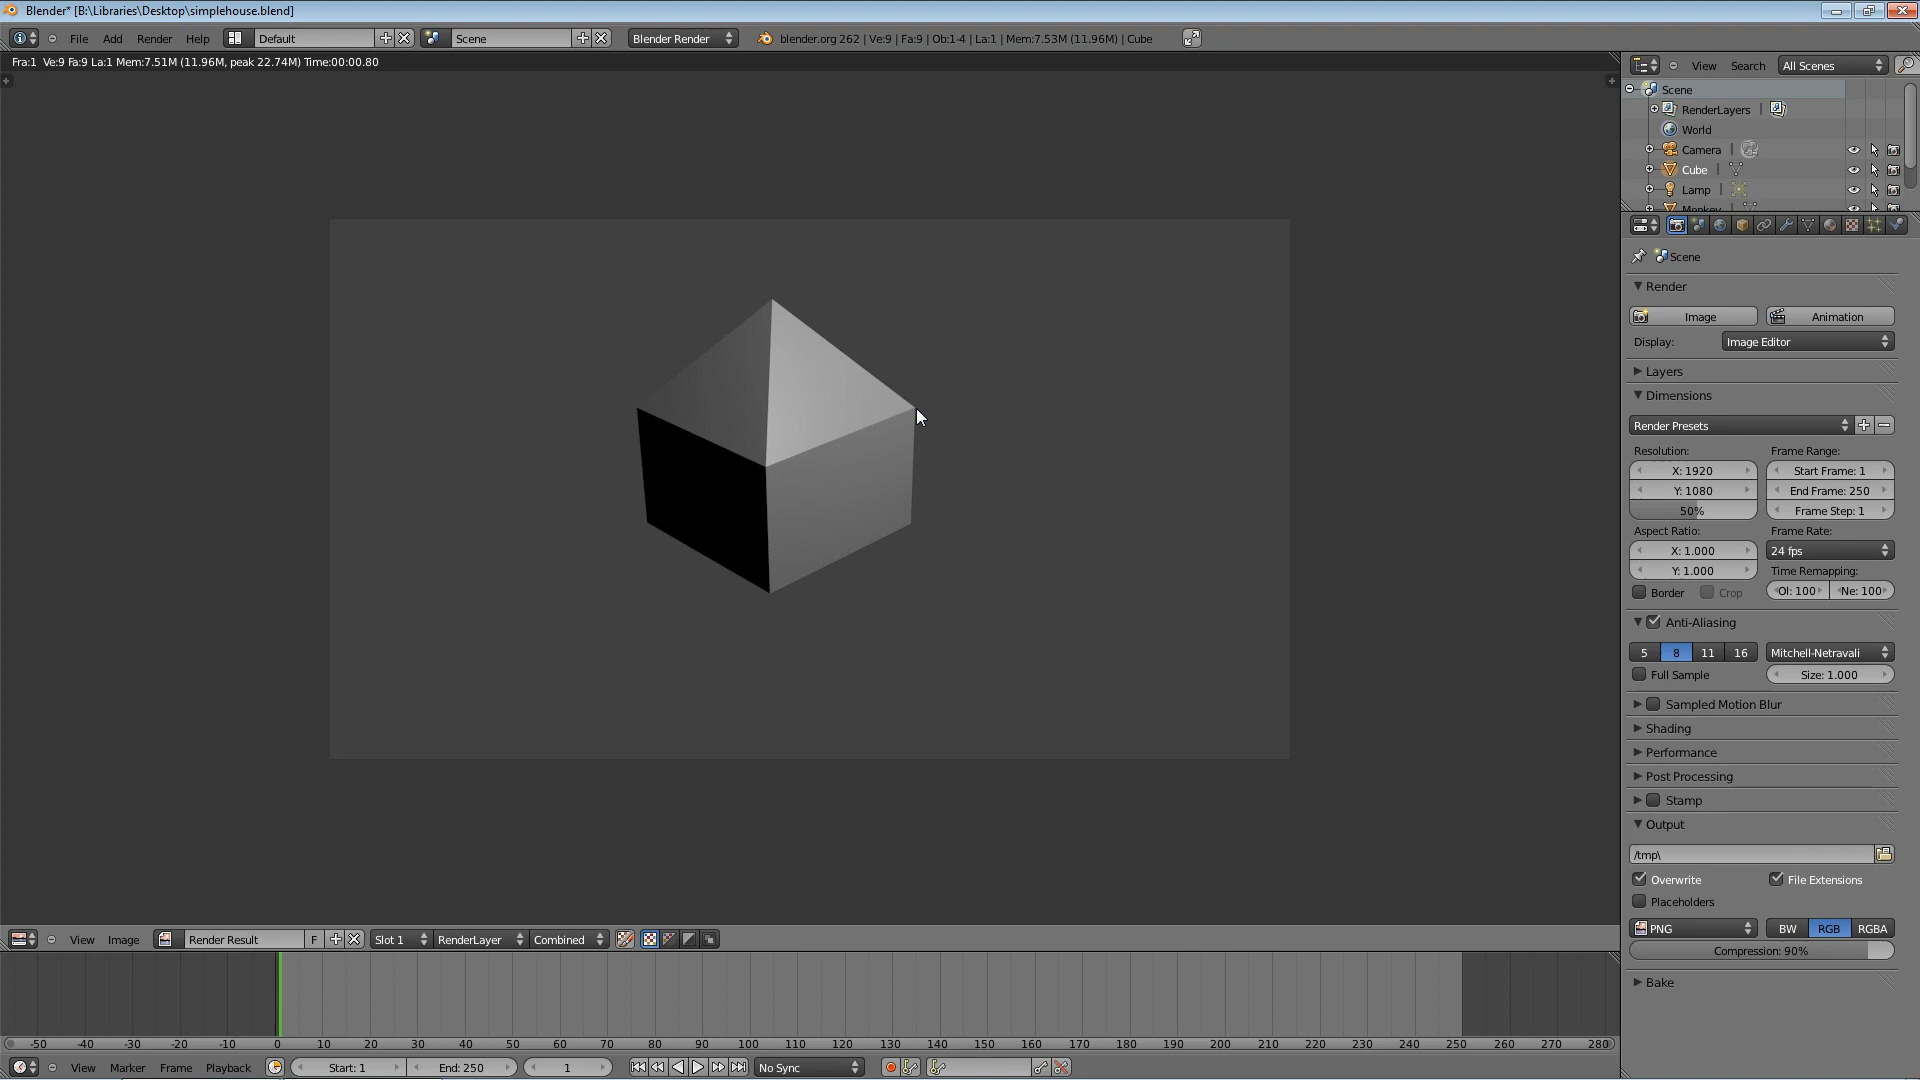 Blender* [B:\Libraries\Desktop\simplehouse.blend]
File Add Render Help Default Scene Blender Render blender.org 262 | Ve:9 | Fa:9 | Ob:1-4 | La:1 | Mem:7.53M (11.96M) | Cube
Fra:1 Ve:9 Fa:9 La:1 Mem:7.51M (11.96M, peak 22.74M) Time:00:00.80
View Search All Scenes
Scene
RenderLayers
World
Camera
Cube
Lamp
Monkey
Scene
Render
Image Animation
Display: Image Editor
Layers
Dimensions
Render Presets
Resolution: Frame Range:
X: 1920 Start Frame: 1
Y: 1080 End Frame: 250
50% Frame Step: 1
Aspect Ratio: Frame Rate:
X: 1.000 24 fps
Y: 1.000 Time Remapping:
Border Crop Ol: 100 Ne: 100
Anti-Aliasing
5 8 11 16 Mitchell-Netravali
Full Sample Size: 1.000
Sampled Motion Blur
Shading
Performance
Post Processing
Stamp
Output
/tmp\
Overwrite File Extensions
Placeholders
PNG BW RGB RGBA
Compression: 90%
Bake
View Image Render Result F Slot 1 RenderLayer Combined
-50 -40 -30 -20 -10 0 10 20 30 40 50 60 70 80 90 100 110 120 130 140 150 160 170 180 190 200 210 220 230 240 250 260 270 280
View Marker Frame Playback Start: 1 End: 250 1 No Sync